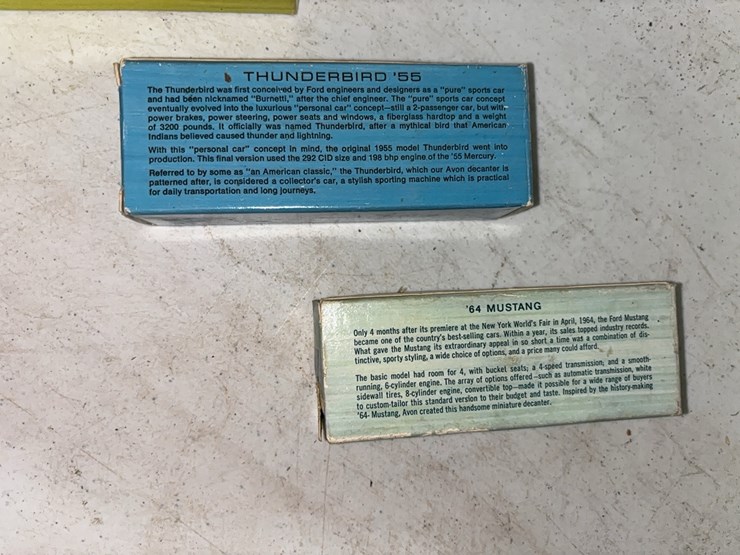 THUNDERBIRD '55
The Thunderbird was first conceived by Ford engineers and designers as a "pure" sports car
and had been nicknamed "Burnetti," after the chief engineer. The "pure" sports car concept
eventually evolved into the luxurious "personal car" concept—still a 2-passenger car, but with
power brakes, power steering, power seats and windows, a fiberglass hardtop and a weight
of 3200 pounds. It officially was named Thunderbird, after a mythical bird that American
Indians believed caused thunder and lightning.
With this "personal car" concept in mind, the original 1955 model Thunderbird went into
production. This final version used the 292 CID size and 198 bhp engine of the '55 Mercury.
Referred to by some as "an American classic," the Thunderbird, which our Avon decanter is
patterned after, is considered a collector's car, a stylish sporting machine which is practical
for daily transportation and long journeys.
'64 MUSTANG
Only 4 months after its premiere at the New York World's Fair in April, 1964, the Ford Mustang
became one of the country's best-selling cars. Within a year, its sales topped industry records.
What gave the Mustang its extraordinary appeal in so short a time was a combination of dis-
tinctive, sporty styling, a wide choice of options, and a price many could afford.
The basic model had room for 4, with bucket seats; a 4-speed transmission, and a smooth-
running, 6-cylinder engine. The array of options offered—such as automatic transmission, white
sidewall tires, 8-cylinder engine, convertible top—made it possible for a wide range of buyers
to custom-tailor this standard version to their budget and taste. Inspired by the history-making
'64- Mustang, Avon created this handsome miniature decanter.